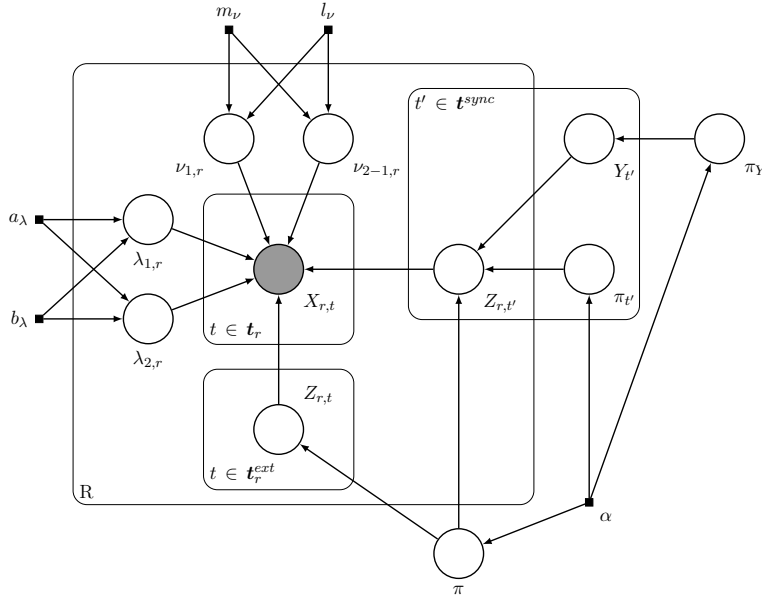 m_ν
l_ν
t′ ∈ t^{sync}
ν_{1,r}
ν_{2−1,r}
Y_{t′}
π_Y
a_λ
λ_{1,r}
X_{r,t}
Z_{r,t′}
π_{t′}
b_λ
t ∈ t_r
λ_{2,r}
Z_{r,t}
t ∈ t_r^{ext}
R
α
π